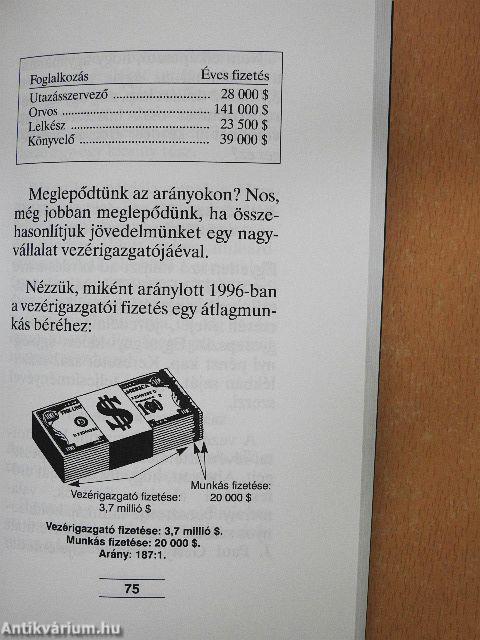 Foglalkozás Éves fizetés
Utazásszervező ............................. 28 000 $
Orvos ........................................... 141 000 $
Lelkész ......................................... 23 500 $
Könyvelő ...................................... 39 000 $
Meglepődtünk az arányokon? Nos,
még jobban meglepődünk, ha össze-
hasonlítjuk jövedelmünket egy nagy-
vállalat vezérigazgatójáéval.
Nézzük, miként aránylott 1996-ban
a vezérigazgatói fizetés egy átlagmun-
kás béréhez:
AMERICA
100
$
Vezérigazgató fizetése:
3,7 millió $
Munkás fizetése:
20 000 $
Vezérigazgató fizetése: 3,7 millió $.
Munkás fizetése: 20 000 $.
Arány: 187:1.
75
Antikvárium.hu